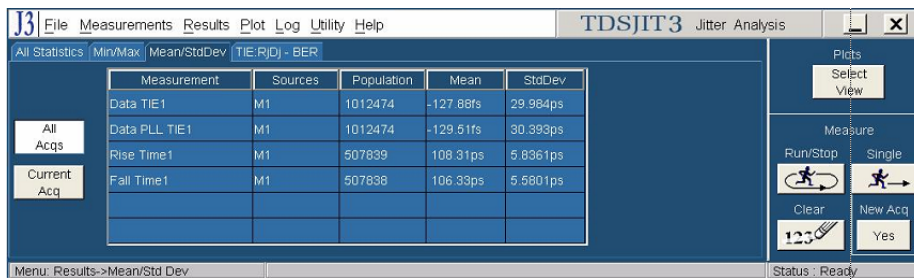 J3 File Measurements Results Plot Log Utility Help TDSJIT3 Jitter Analysis
All Statistics Min/Max Mean/StdDev TIE:RjDj - BER
Measurement Sources Population Mean StdDev
Data TIE1 M1 1012474 -127.88fs 29.984ps
Data PLL TIE1 M1 1012474 -129.51fs 30.393ps
Rise Time1 M1 507839 108.31ps 5.8361ps
Fall Time1 M1 507838 106.33ps 5.5801ps
All
Acqs
Current
Acq
Plots
Select
View
Measure
Run/Stop Single
Clear New Acq
123 Yes
Menu: Results->Mean/Std Dev Status : Ready